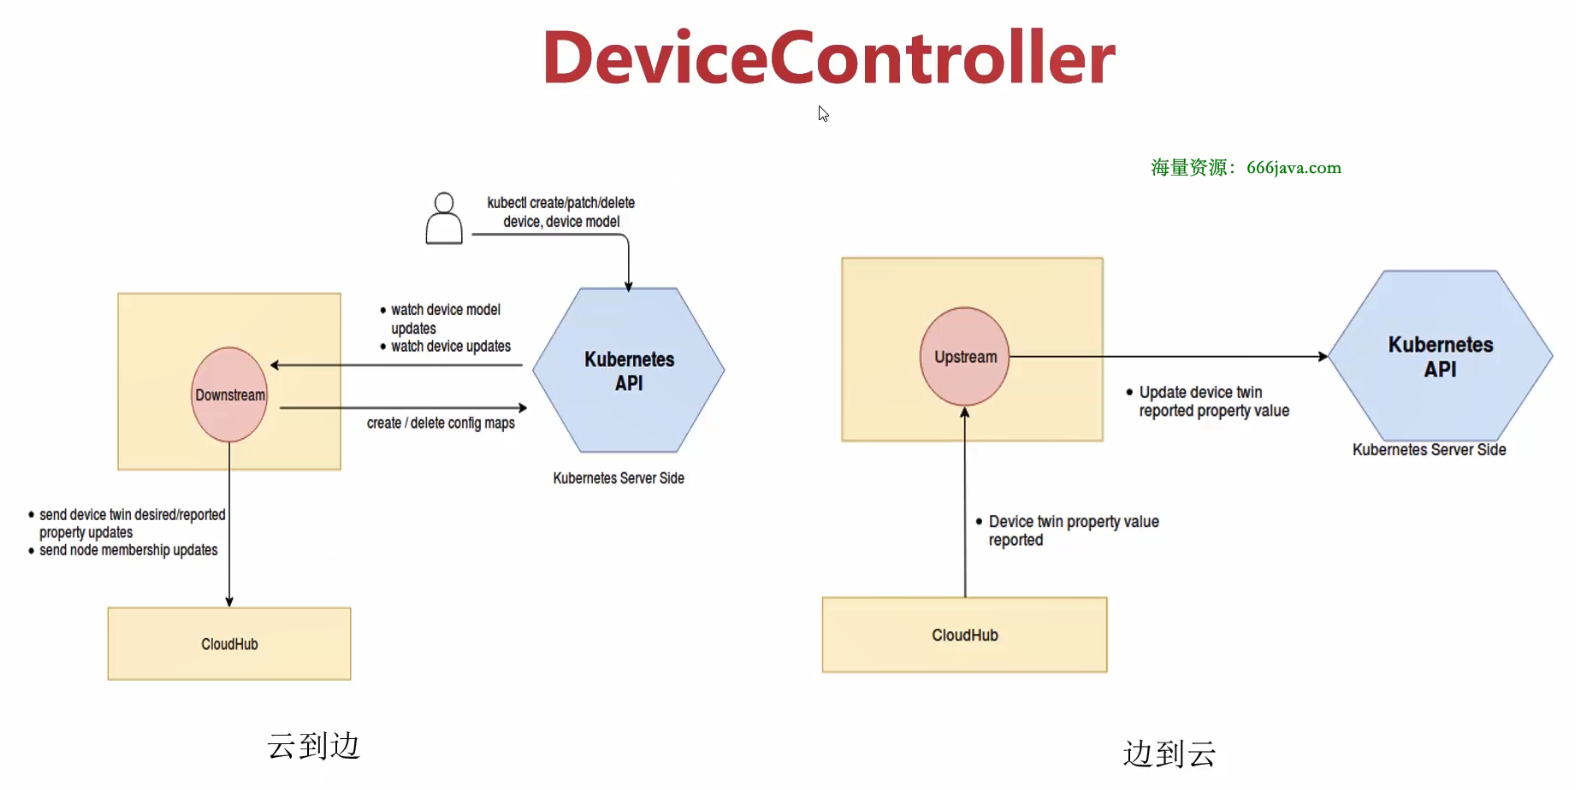 DeviceController
海量资源：666java.com
kubectl create/patch/delete
device, device model
• watch device model
updates
• watch device updates
Kubernetes
API
Downstream
create / delete config maps
Kubernetes Server Side
• send device twin desired/reported
property updates
• send node membership updates
CloudHub
云到边
Upstream
Kubernetes
API
• Update device twin
reported property value
Kubernetes Server Side
• Device twin property value
reported
CloudHub
边到云